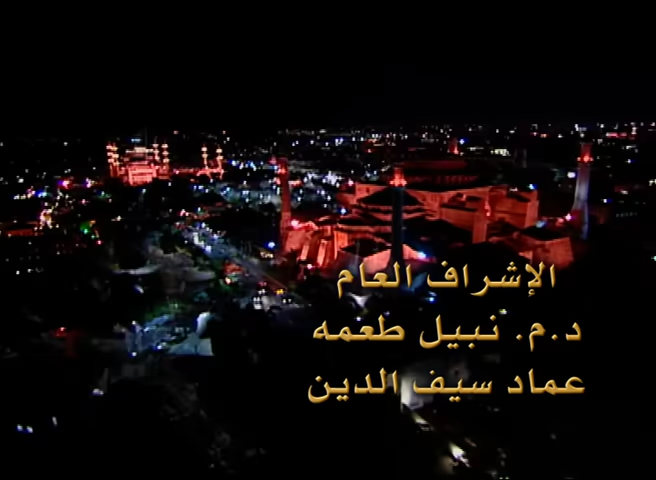 الإشراف العام
د.م. نبيل طعمه
عماد سيف الدين